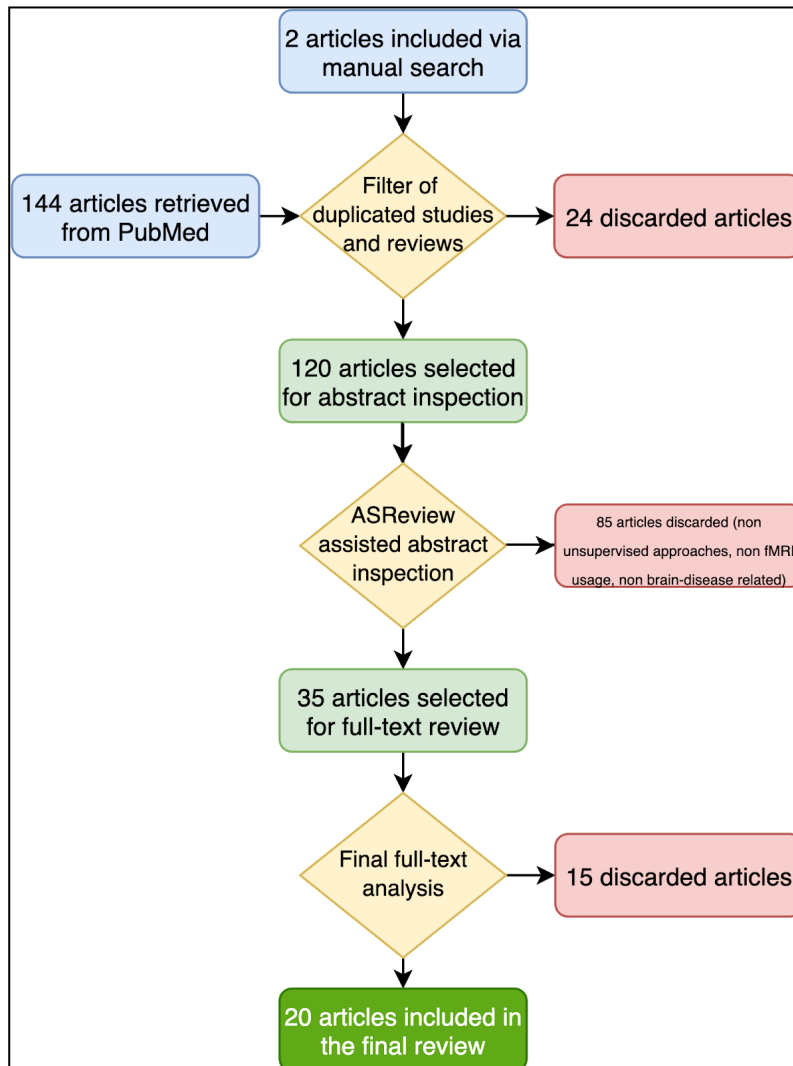 2 articles included via
manual search
144 articles retrieved
from PubMed
Filter of
duplicated studies
and reviews
24 discarded articles
120 articles selected
for abstract inspection
ASReview
assisted abstract
inspection
85 articles discarded (non
unsupervised approaches, non fMRI
usage, non brain-disease related)
35 articles selected
for full-text review
Final full-text
analysis
15 discarded articles
20 articles included in
the final review